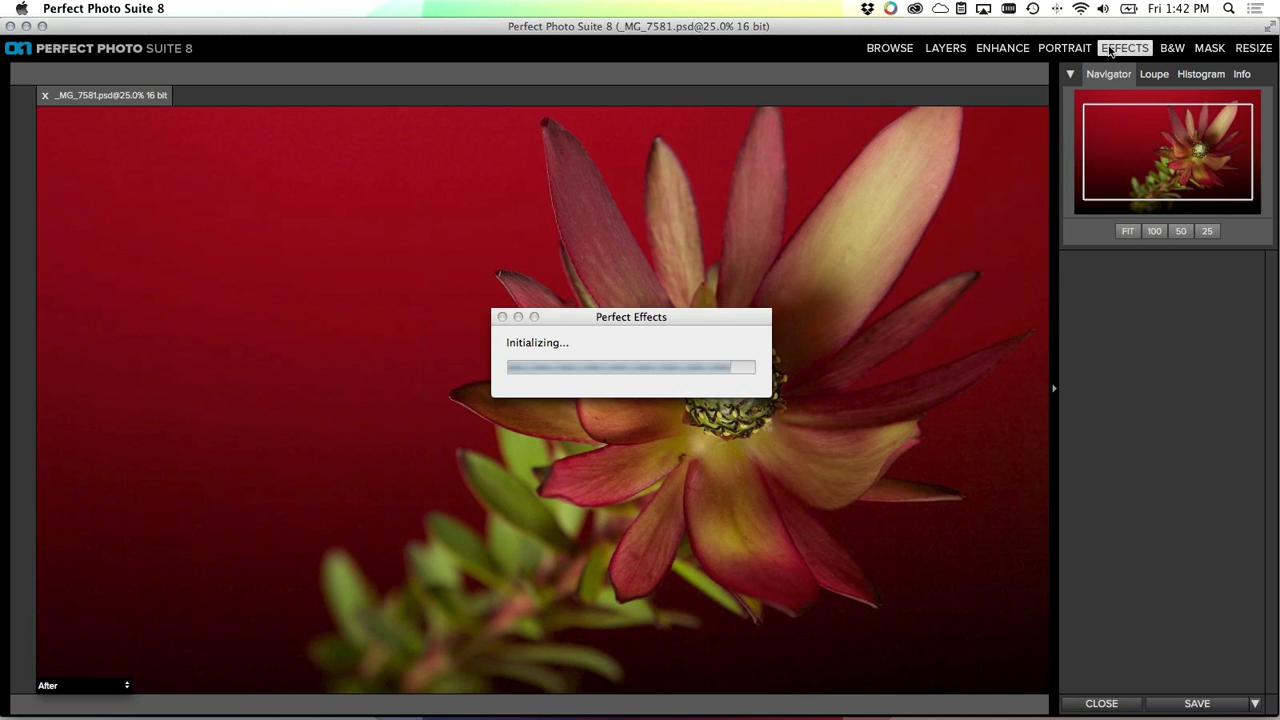 Perfect Photo Suite 8
Fri 1:42 PM
Perfect Photo Suite 8 (_MG_7581.psd@25.0% 16 bit)
on PERFECT PHOTO SUITE 8
BROWSE LAYERS ENHANCE PORTRAIT EFFECTS B&W MASK RESIZE
Navigator Loupe Histogram Info
X _MG_7581.psd@25.0% 16 bit
FIT 100 50 25
Perfect Effects
Initializing...
After
CLOSE SAVE